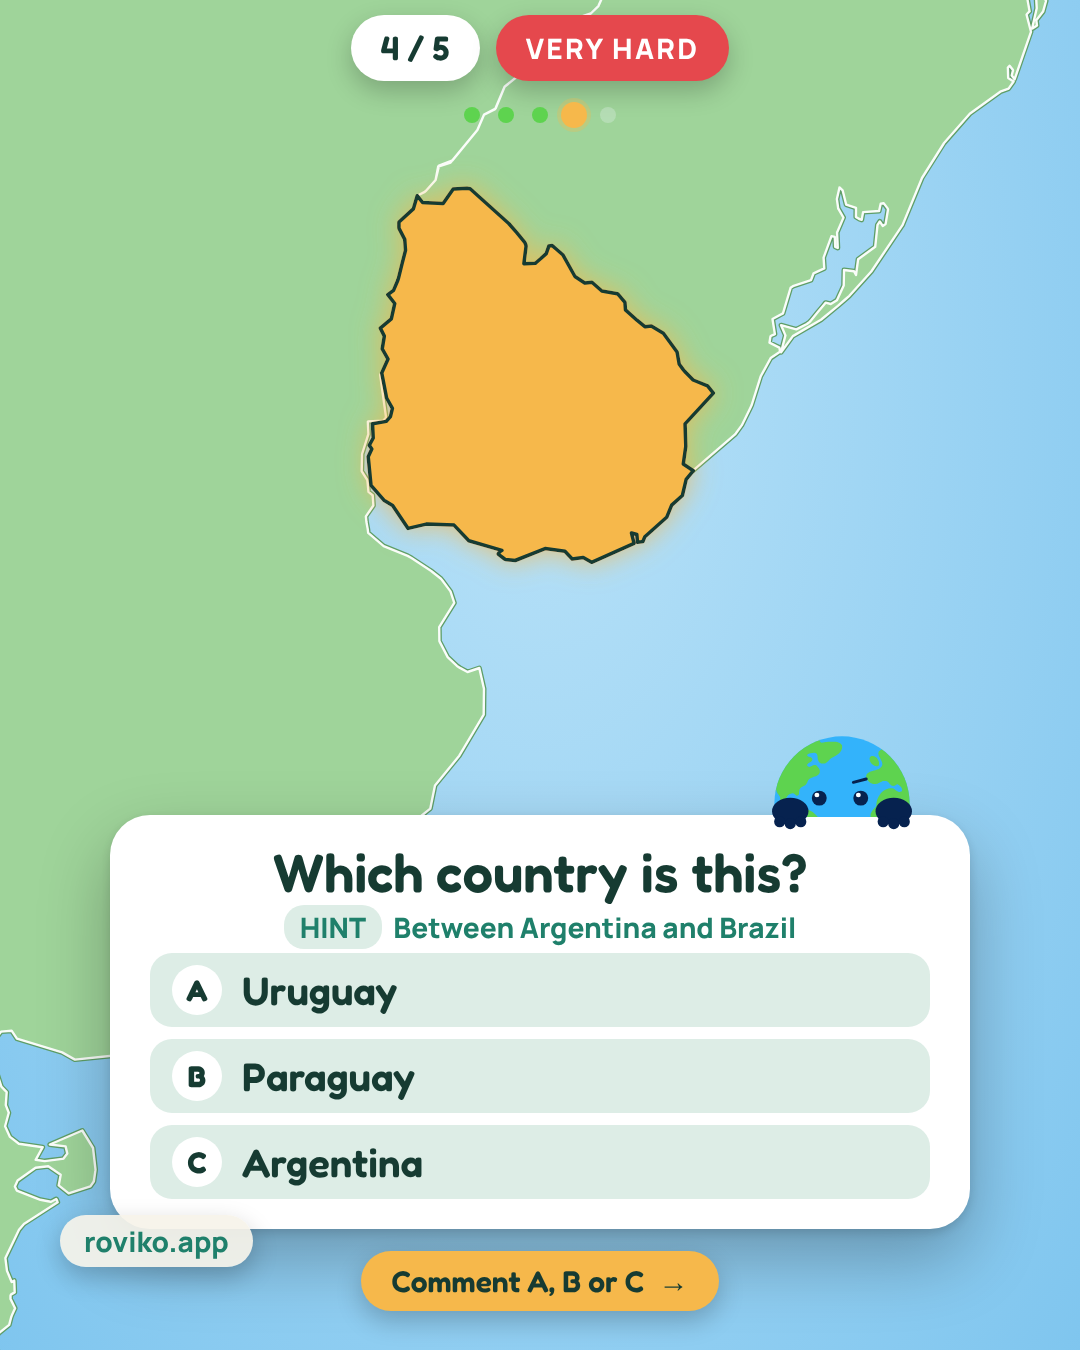 4 / 5
VERY HARD
Which country is this?
HINT Between Argentina and Brazil
A Uruguay
B Paraguay
C Argentina
roviko.app
Comment A, B or C →